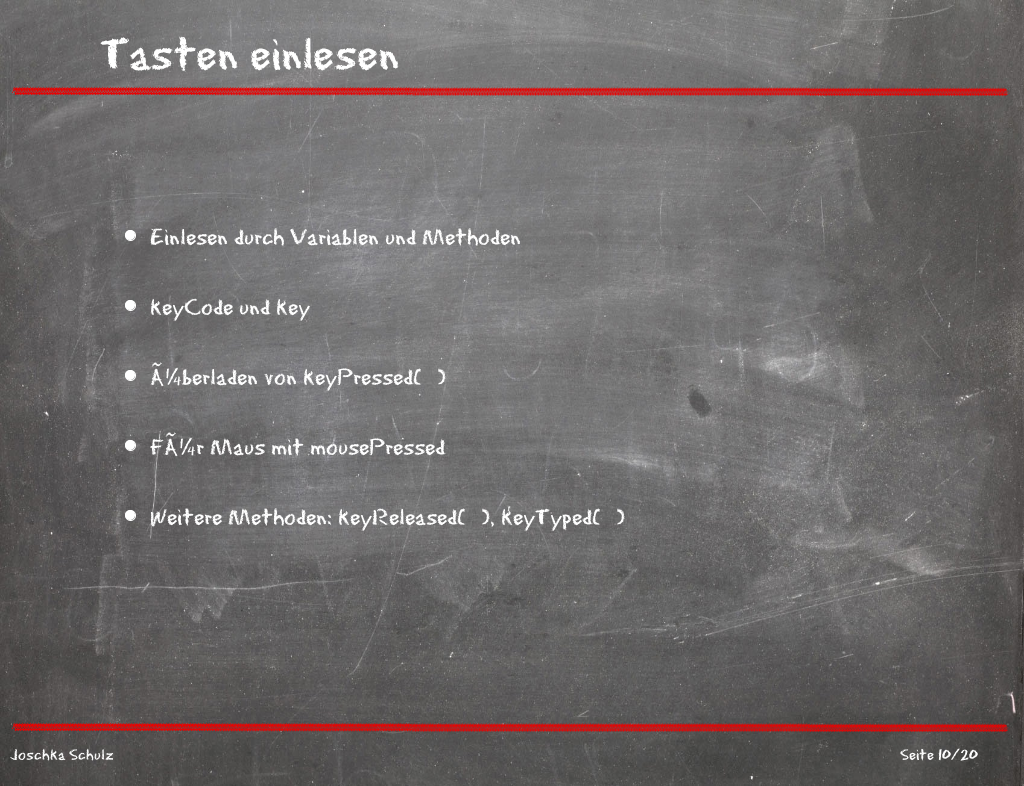 Tasten einlesen
• Einlesen durch Variablen und Methoden
• keyCode und key
• Ã¼berladen von keyPressed( )
• FÃ¼r Maus mit mousePressed
• Weitere Methoden: keyReleased( ), keyTyped( )
Joschka Schulz
Seite 10/20